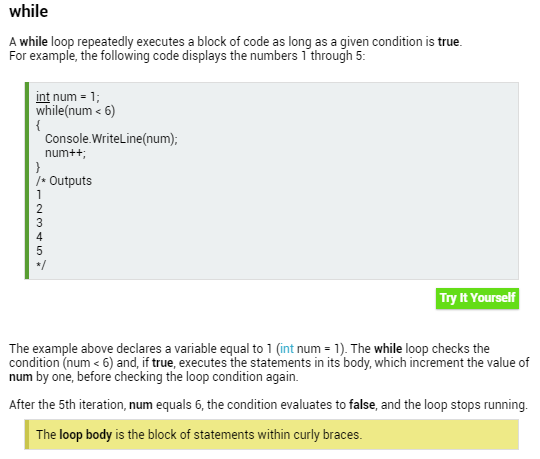 while
A while loop repeatedly executes a block of code as long as a given condition is true.
For example, the following code displays the numbers 1 through 5:
int num = 1;
while(num < 6)
{
Console.WriteLine(num);
num++;
}
/* Outputs
1
2
3
4
5
*/
Try It Yourself
The example above declares a variable equal to 1 (int num = 1). The while loop checks the
condition (num < 6) and, if true, executes the statements in its body, which increment the value of
num by one, before checking the loop condition again.
After the 5th iteration, num equals 6, the condition evaluates to false, and the loop stops running.
The loop body is the block of statements within curly braces.